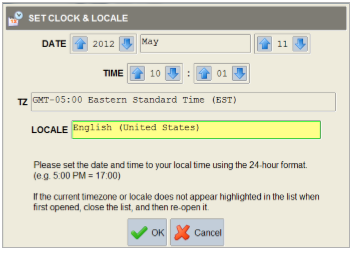 SET CLOCK & LOCALE
DATE 2012 May 11
TIME 10 : 01
TZ GMT-05:00 Eastern Standard Time (EST)
LOCALE English (United States)
Please set the date and time to your local time using the 24-hour format.
(e.g. 5:00 PM = 17:00)
If the current timezone or locale does not appear highlighted in the list when
first opened, close the list, and then re-open it.
OK Cancel